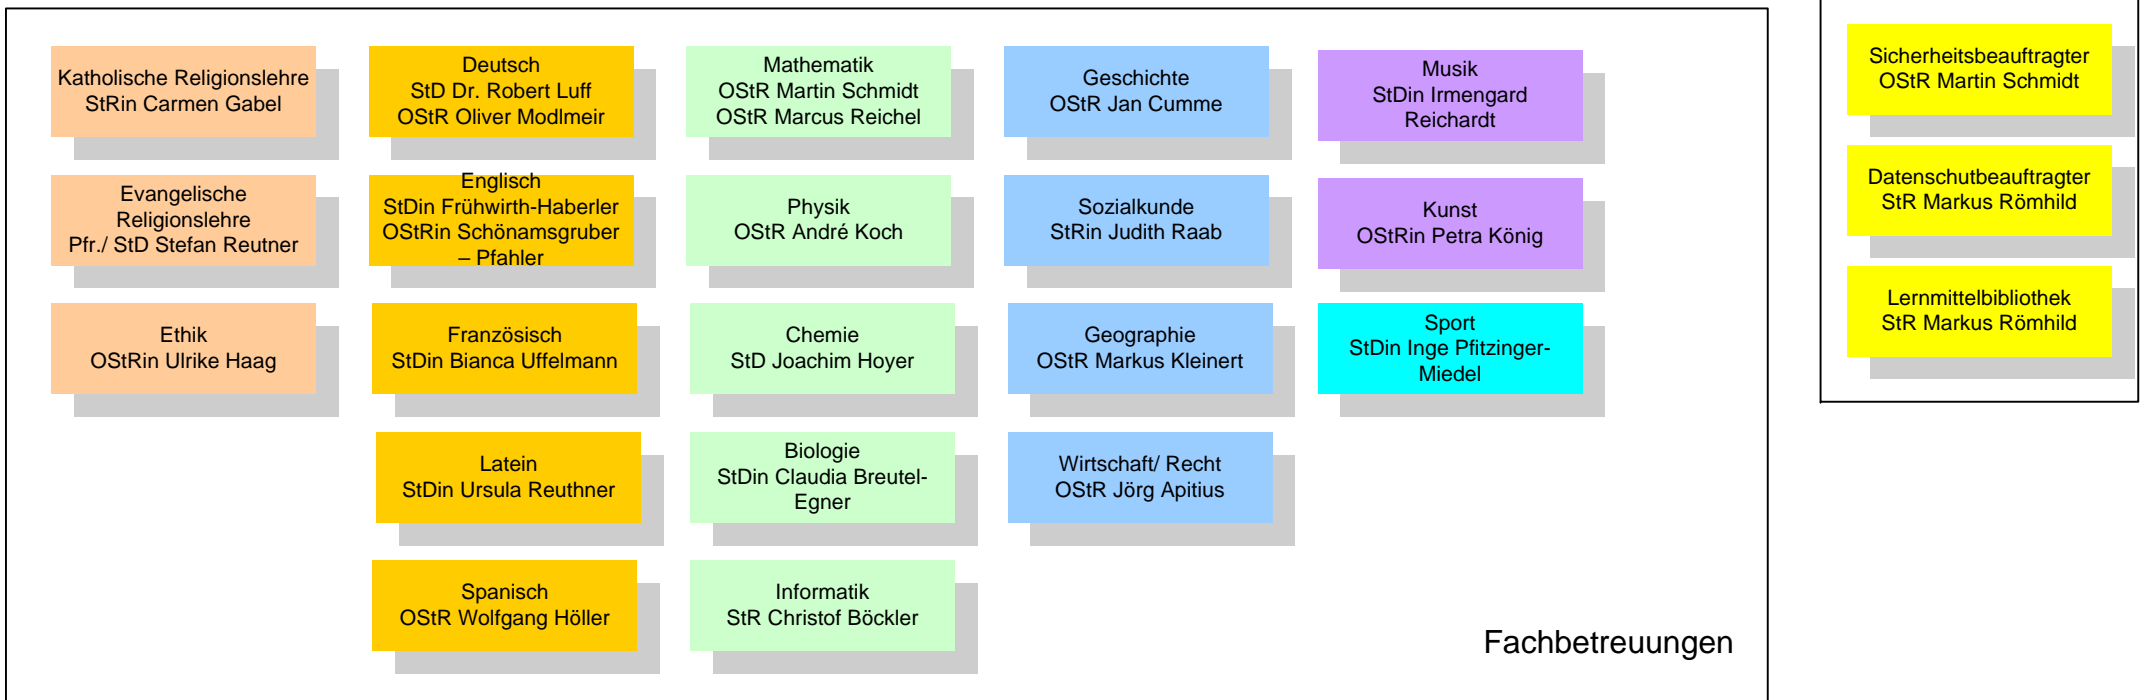 Katholische Religionslehre
StRin Carmen Gabel
Evangelische
Religionslehre
Pfr./ StD Stefan Reutner
Ethik
OStRin Ulrike Haag
Deutsch
StD Dr. Robert Luff
OStR Oliver Modlmeir
Englisch
StDin Frühwirth-Haberler
OStRin Schönamsgruber
– Pfahler
Französisch
StDin Bianca Uffelmann
Latein
StDin Ursula Reuthner
Spanisch
OStR Wolfgang Höller
Mathematik
OStR Martin Schmidt
OStR Marcus Reichel
Physik
OStR André Koch
Chemie
StD Joachim Hoyer
Biologie
StDin Claudia Breutel-
Egner
Informatik
StR Christof Böckler
Geschichte
OStR Jan Cumme
Sozialkunde
StRin Judith Raab
Geographie
OStR Markus Kleinert
Wirtschaft/ Recht
OStR Jörg Apitius
Musik
StDin Irmengard
Reichardt
Kunst
OStRin Petra König
Sport
StDin Inge Pfitzinger-
Miedel
Fachbetreuungen
Sicherheitsbeauftragter
OStR Martin Schmidt
Datenschutbeauftragter
StR Markus Römhild
Lernmittelbibliothek
StR Markus Römhild